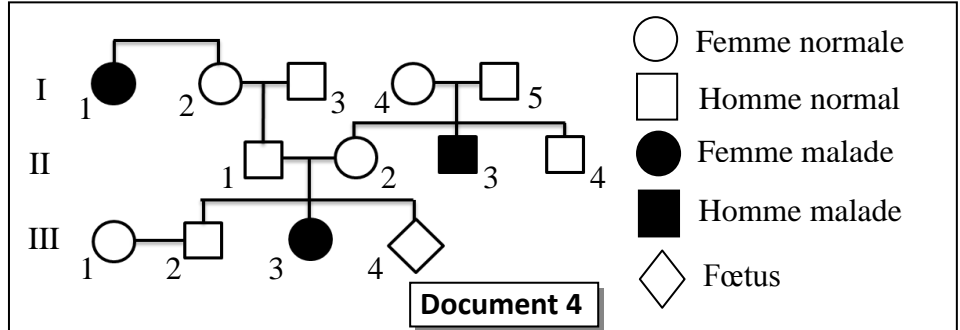 I
1
2
3
4
5
II
1
2
3
4
III
1
2
3
4
Femme normale
Homme normal
Femme malade
Homme malade
Fœtus
Document 4